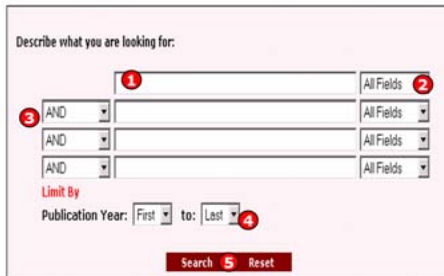 Describe what you are looking for:
1 All Fields 2
3 AND All Fields
AND All Fields
AND All Fields
Limit By
Publication Year: First to: Last 4
Search 5 Reset